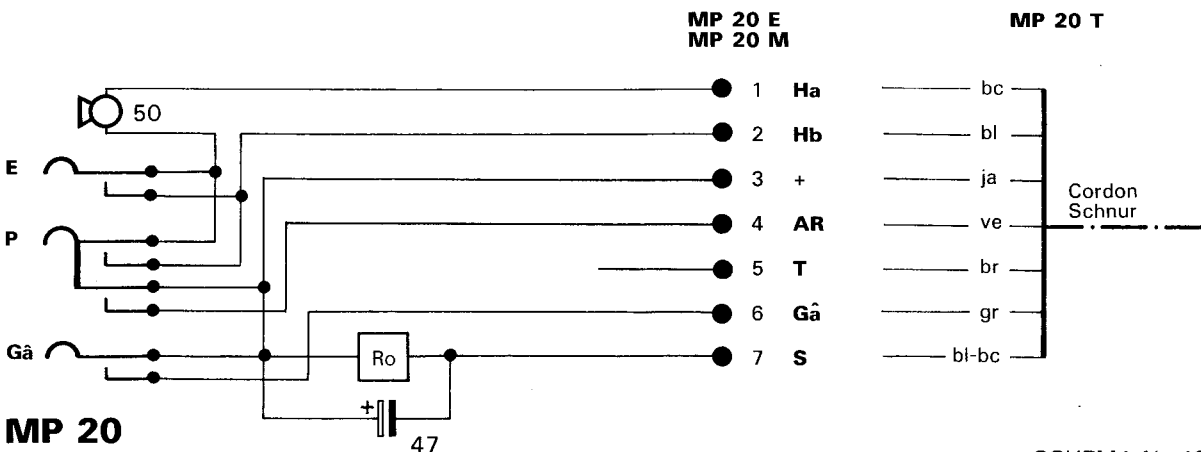 MP 20 E
MP 20 M
MP 20 T
50
1 Ha bc
2 Hb bl
E
3 + ja
Cordon
Schnur
4 AR ve
P
5 T br
6 Gâ gr
Gâ
Ro
7 S bl-bc
+
47
MP 20